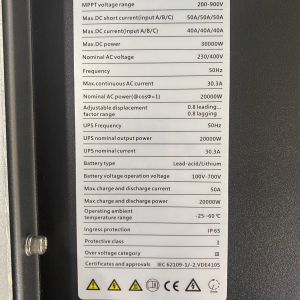 MPPT voltage range 200-900V
Max.DC short current(input A/B/C) 50A/50A/50A
Max.DC current(input A/B/C) 40A/40A/40A
Max.DC power 30000W
Nominal AC voltage 230/400V
Frequency 50Hz
Max.continuous AC current 30.3A
Nominal AC power(@cosΦ=1) 20000W
Adjustable displacement 0.8 leading...
factor range 0.8 lagging
UPS Frequency 50Hz
UPS nominal output power 20000W
UPS nominal current 30.3A
Battery type Lead-acid/Lithium
Battery voltage operation voltage 100V-700V
Max.charge and discharge current 50A
Max.charge and discharge power 20000W
Operating ambient
temperature range -25~60°C
Ingress protection IP 65
Protective class I
Over voltage category III
Certificates and approvals IEC 62109-1/-2,VDE4105
CE